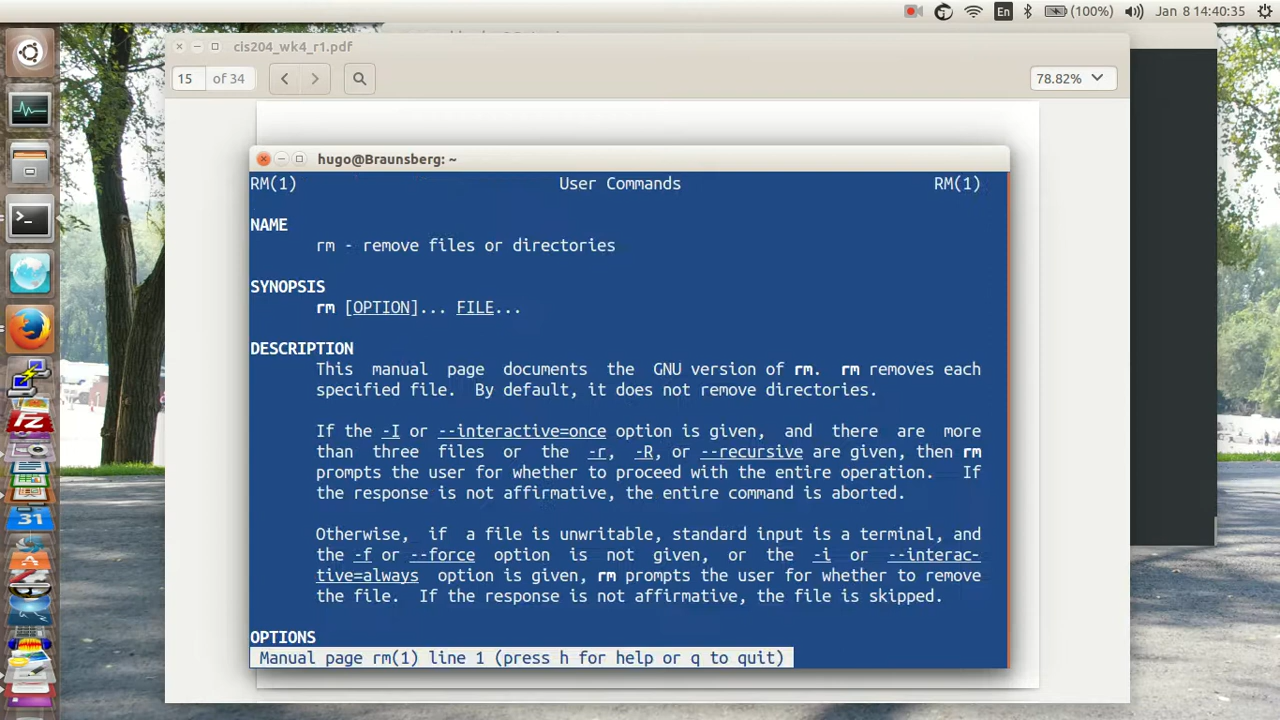 En (100%) Jan 8 14:40:35
cis204_wk4_r1.pdf
15 of 34 78.82%
hugo@Braunsberg: ~
RM(1) User Commands RM(1)
NAME
rm - remove files or directories
SYNOPSIS
rm [OPTION]... FILE...
DESCRIPTION
This manual page documents the GNU version of rm. rm removes each
specified file. By default, it does not remove directories.
If the -I or --interactive=once option is given, and there are more
than three files or the -r, -R, or --recursive are given, then rm
prompts the user for whether to proceed with the entire operation. If
the response is not affirmative, the entire command is aborted.
Otherwise, if a file is unwritable, standard input is a terminal, and
the -f or --force option is not given, or the -i or --interac-
tive=always option is given, rm prompts the user for whether to remove
the file. If the response is not affirmative, the file is skipped.
OPTIONS
Manual page rm(1) line 1 (press h for help or q to quit)
Fz
31